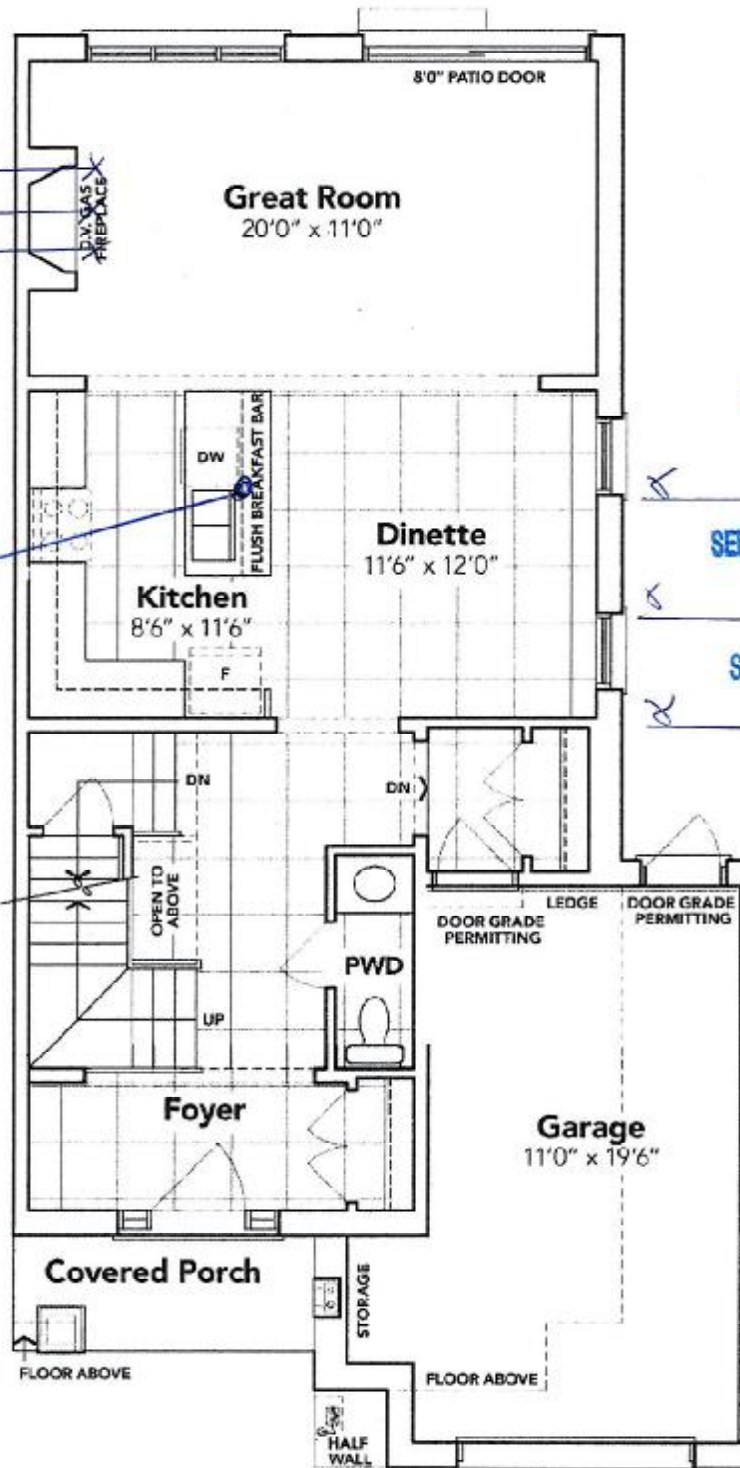 8'0" PATIO DOOR
D.V. GAS
FIREPLACE
Great Room
20'0" x 11'0"
DW
FLUSH BREAKFAST BAR
Dinette
11'6" x 12'0"
Kitchen
8'6" x 11'6"
F
DN
DN
OPEN TO
ABOVE
LEDGE
DOOR GRADE
PERMITTING
DOOR GRADE
PERMITTING
PWD
UP
Foyer
Garage
11'0" x 19'6"
Covered Porch
STORAGE
FLOOR ABOVE
FLOOR ABOVE
HALF
WALL